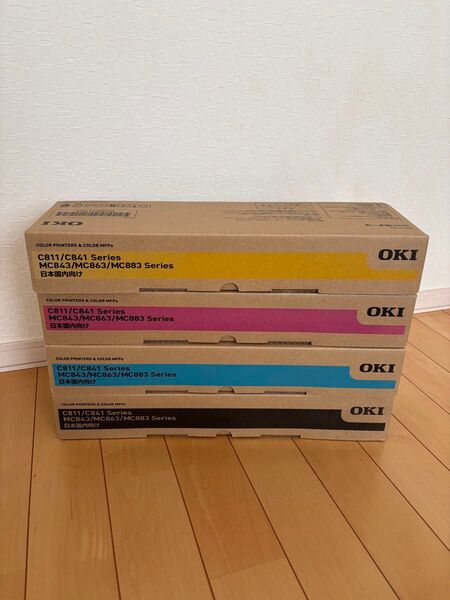 OKI
COLOR PRINTERS & COLOR MFPs
C811/C841 Series
MC843/MC863/MC883 Series
日本国内向け
OKI
COLOR PRINTERS & COLOR MFPs
C811/C841 Series
MC843/MC863/MC883 Series
日本国内向け
OKI
COLOR PRINTERS & COLOR MFPs
C811/C841 Series
MC843/MC863/MC883 Series
日本国内向け
OKI
COLOR PRINTERS & COLOR MFPs
C811/C841 Series
MC843/MC863/MC883 Series
日本国内向け
OKI